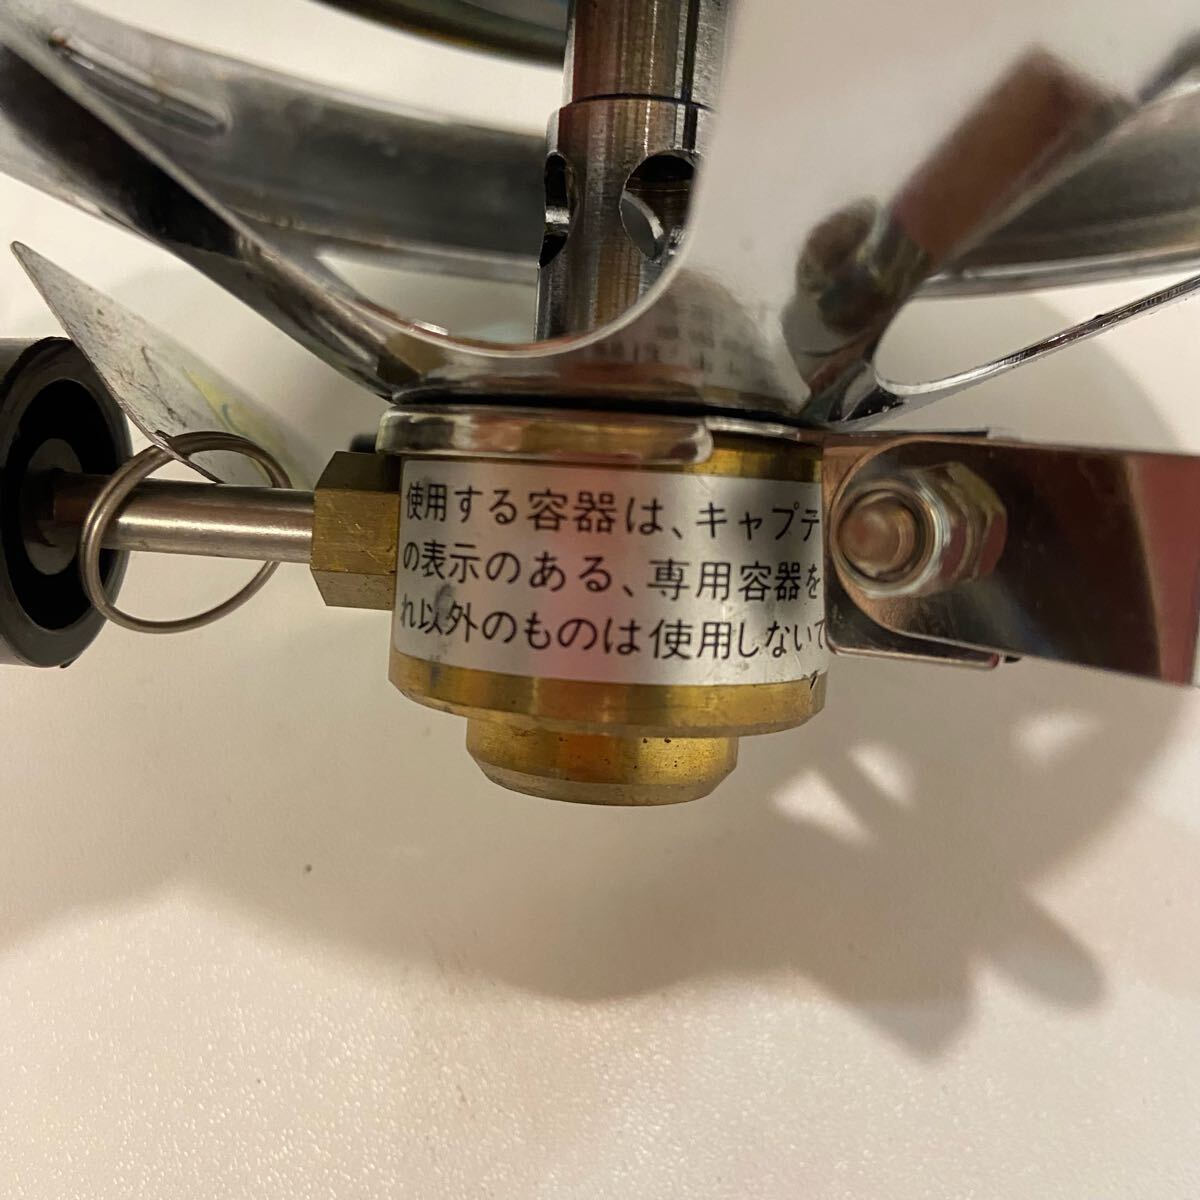 使用する容器は、キャプテ
の表示のある、専用容器を
れ以外のものは使用しないで